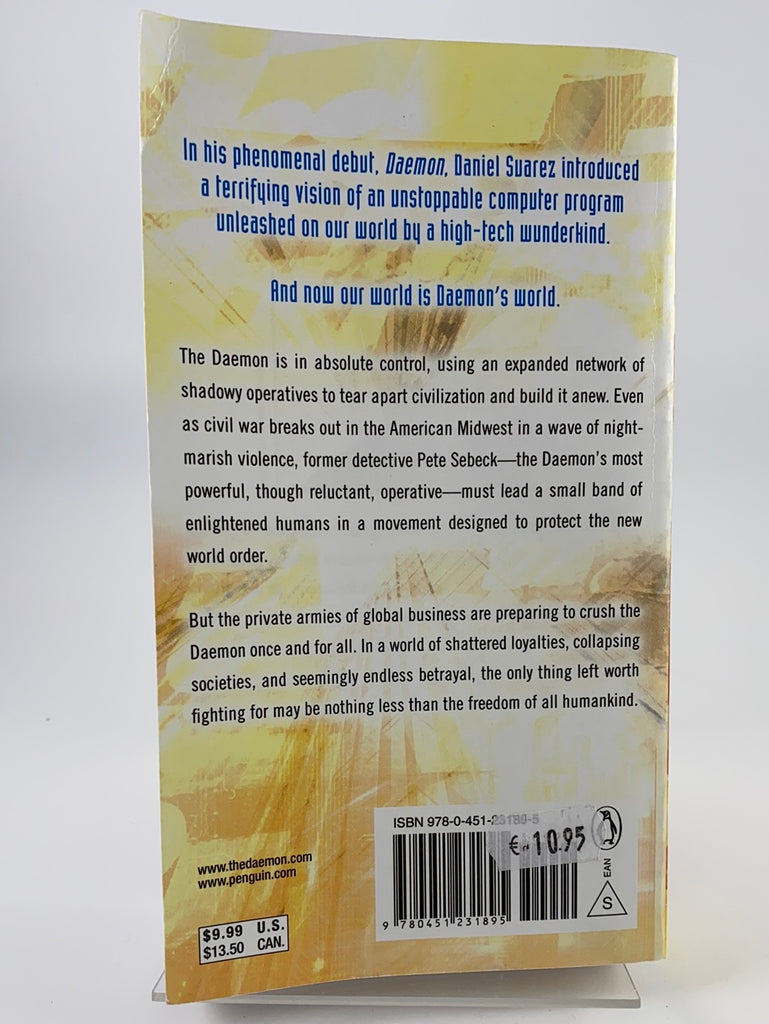 In his phenomenal debut, Daemon, Daniel Suarez introduced
a terrifying vision of an unstoppable computer program
unleashed on our world by a high-tech wunderkind.
And now our world is Daemon's world.
The Daemon is in absolute control, using an expanded network of
shadowy operatives to tear apart civilization and build it anew. Even
as civil war breaks out in the American Midwest in a wave of night-
marish violence, former detective Pete Sebeck—the Daemon's most
powerful, though reluctant, operative—must lead a small band of
enlightened humans in a movement designed to protect the new
world order.
But the private armies of global business are preparing to crush the
Daemon once and for all. In a world of shattered loyalties, collapsing
societies, and seemingly endless betrayal, the only thing left worth
fighting for may be nothing less than the freedom of all humankind.
ISBN 978-0-451-23189-5
€-10.95
EAN
S
9 780451 231895
www.thedaemon.com
www.penguin.com
$9.99 U.S.
$13.50 CAN.